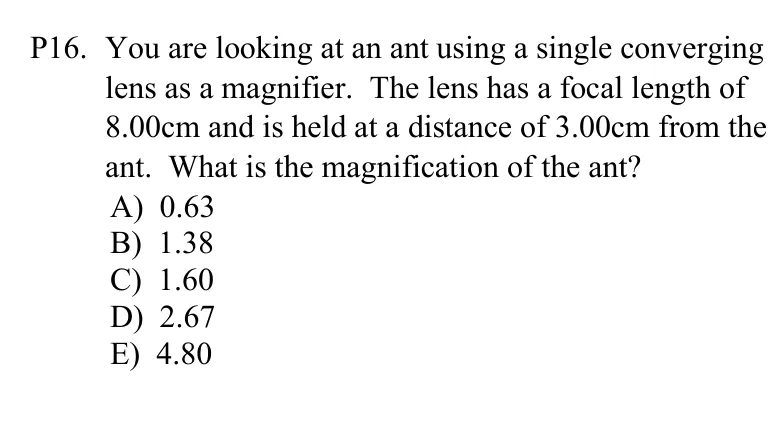 P16. You are looking at an ant using a single converging
lens as a magnifier. The lens has a focal length of
8.00cm and is held at a distance of 3.00cm from the
ant. What is the magnification of the ant?
A) 0.63
B) 1.38
C) 1.60
D) 2.67
E) 4.80